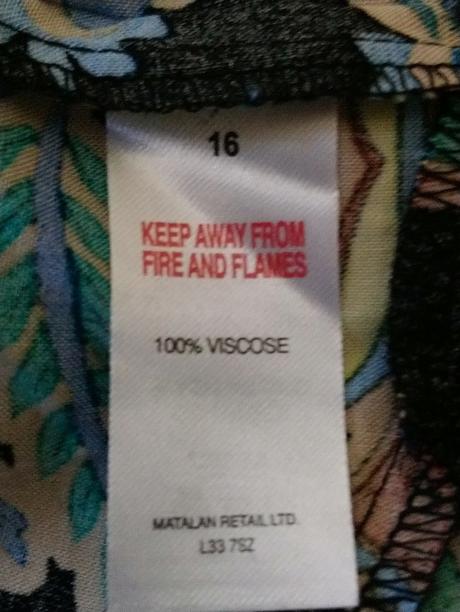 16
KEEP AWAY FROM
FIRE AND FLAMES
100% VISCOSE
MATALAN RETAIL LTD.
L33 7SZ